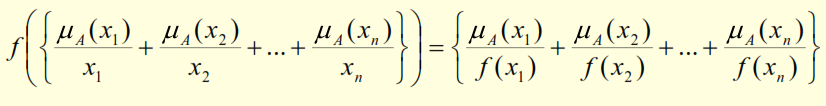 f({μ_A(x_1)/x_1 + μ_A(x_2)/x_2 + ... + μ_A(x_n)/x_n}) = {μ_A(x_1)/f(x_1) + μ_A(x_2)/f(x_2) + ... + μ_A(x_n)/f(x_n)}